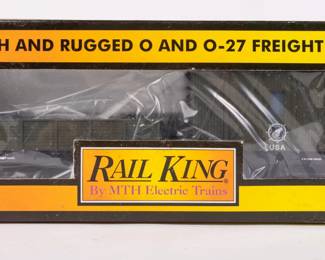 H AND RUGGED O AND O-27 FREIGHT
USA
RAIL KING
®
By MTH Electric Trains